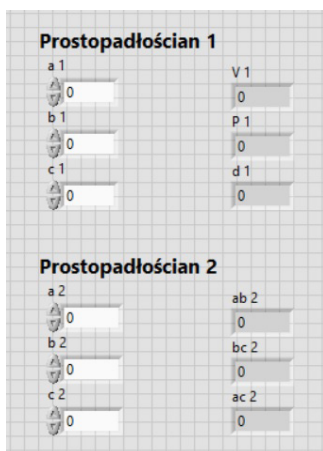 Prostopadłościan 1
a 1
0
V 1
0
b 1
0
P 1
0
c 1
0
d 1
0
Prostopadłościan 2
a 2
0
ab 2
0
b 2
0
bc 2
0
c 2
0
ac 2
0